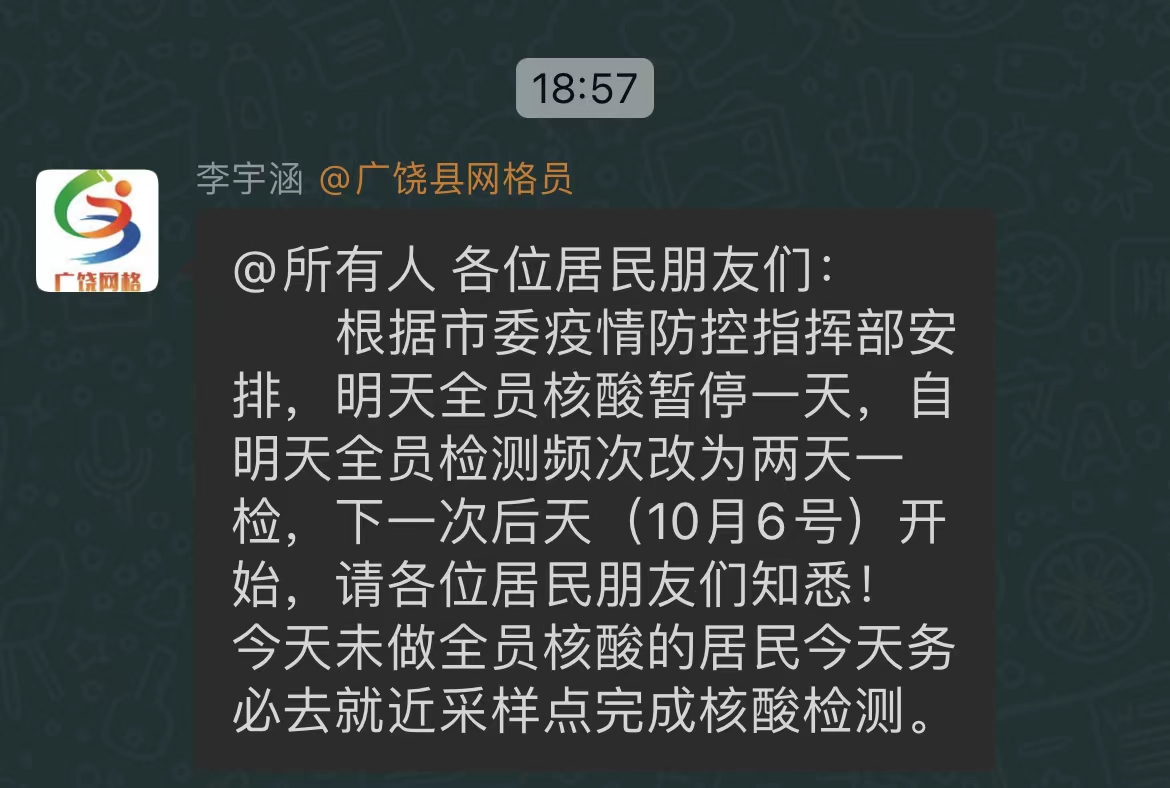 18:57
李宇涵 @广饶县网格员
广饶网格
@所有人 各位居民朋友们：
根据市委疫情防控指挥部安
排，明天全员核酸暂停一天，自
明天全员检测频次改为两天一
检，下一次后天（10月6号）开
始，请各位居民朋友们知悉！
今天未做全员核酸的居民今天务
必去就近采样点完成核酸检测。